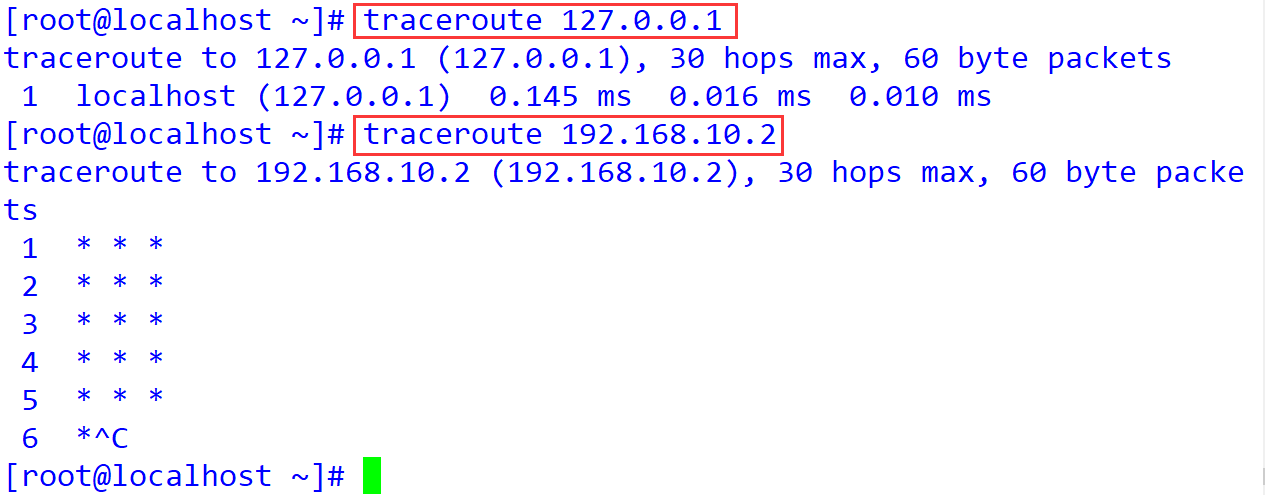 [root@localhost ~]# traceroute 127.0.0.1
traceroute to 127.0.0.1 (127.0.0.1), 30 hops max, 60 byte packets
 1  localhost (127.0.0.1)  0.145 ms  0.016 ms  0.010 ms
[root@localhost ~]# traceroute 192.168.10.2
traceroute to 192.168.10.2 (192.168.10.2), 30 hops max, 60 byte packe
ts
 1  * * *
 2  * * *
 3  * * *
 4  * * *
 5  * * *
 6  *^C
[root@localhost ~]#